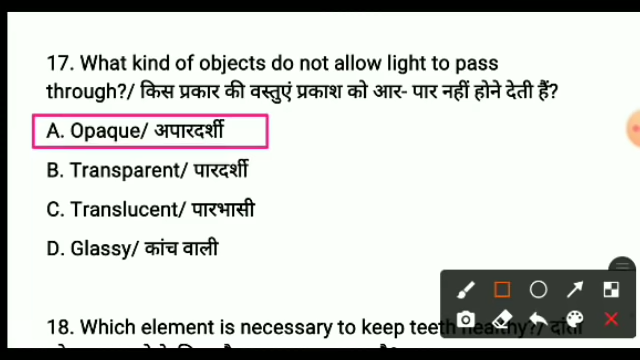 17. What kind of objects do not allow light to pass
through?/ किस प्रकार की वस्तुएं प्रकाश को आर- पार नहीं होने देती हैं?
A. Opaque/ अपारदर्शी
B. Transparent/ पारदर्शी
C. Translucent/ पारभासी
D. Glassy/ कांच वाली
18. Which element is necessary to keep teeth healthy?/ दांतों